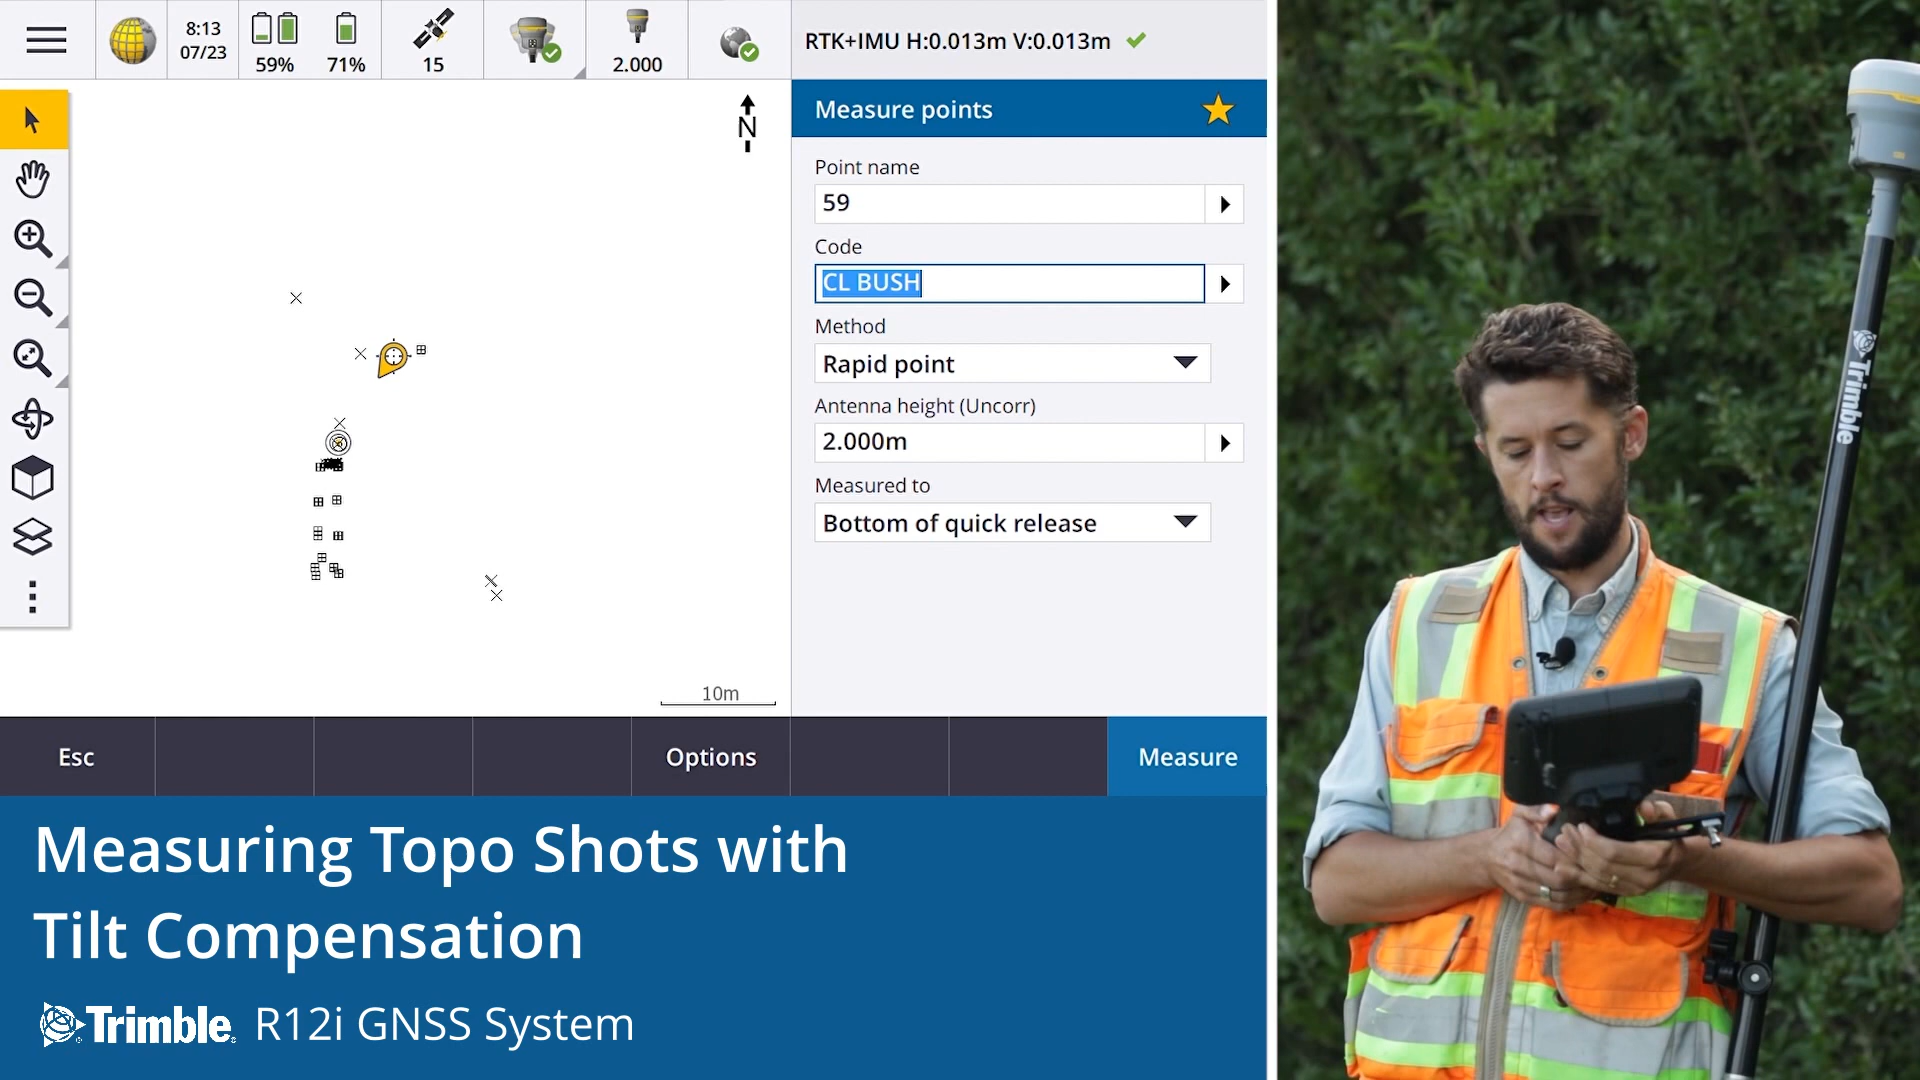 8:13
07/23
59%
71%
15
2.000
RTK+IMU H:0.013m V:0.013m
Measure points
N
Point name
59
Code
CL BUSH
Method
Rapid point
Antenna height (Uncorr)
2.000m
Measured to
Bottom of quick release
10m
Esc
Options
Measure
Measuring Topo Shots with
Tilt Compensation
Trimble R12i GNSS System
Trimble